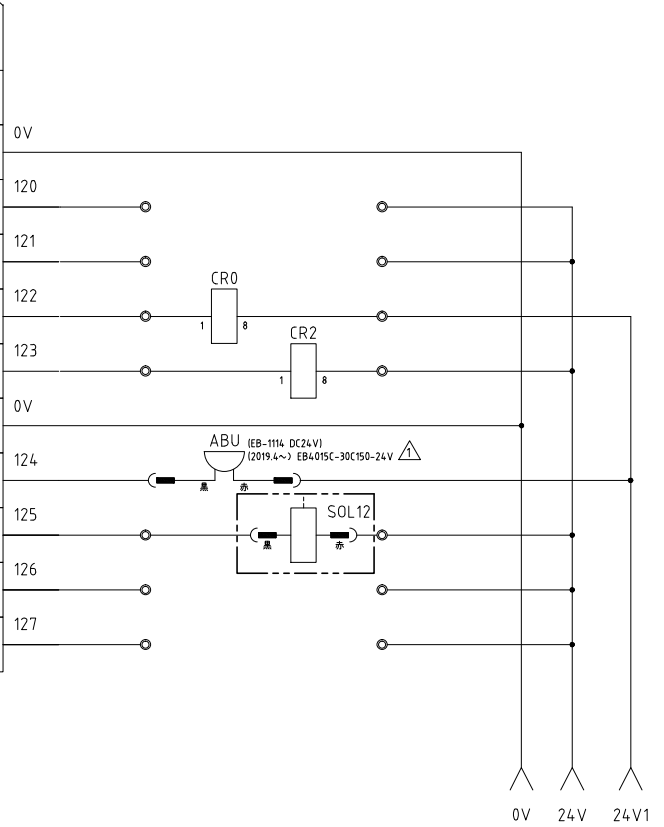 0V
120
121
CR0
122
1 8
CR2
123
1 8
0V
ABU (EB-1114 DC24V)
(2019.4~) EB4015C-30C150-24V 1
124
黒 赤
SOL12
125
黒 赤
126
127
0V 24V 24V1